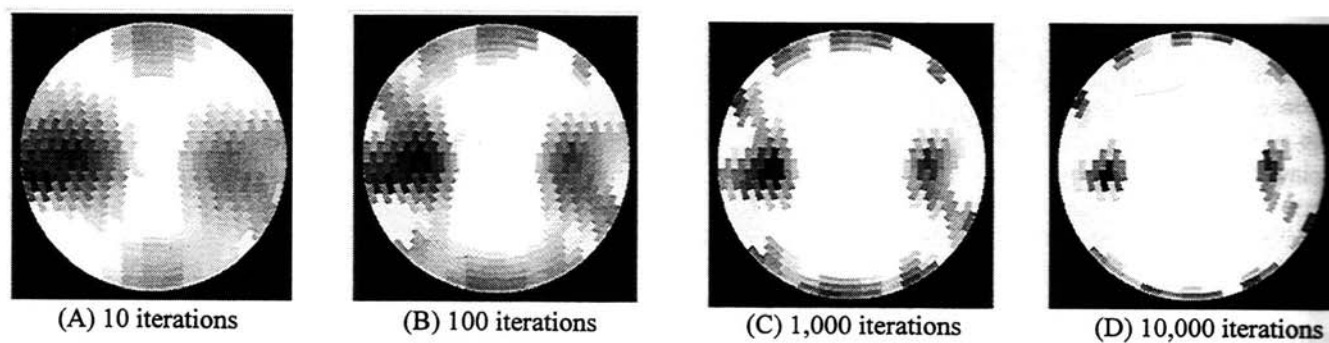 (A) 10 iterations
(B) 100 iterations
(C) 1,000 iterations
(D) 10,000 iterations